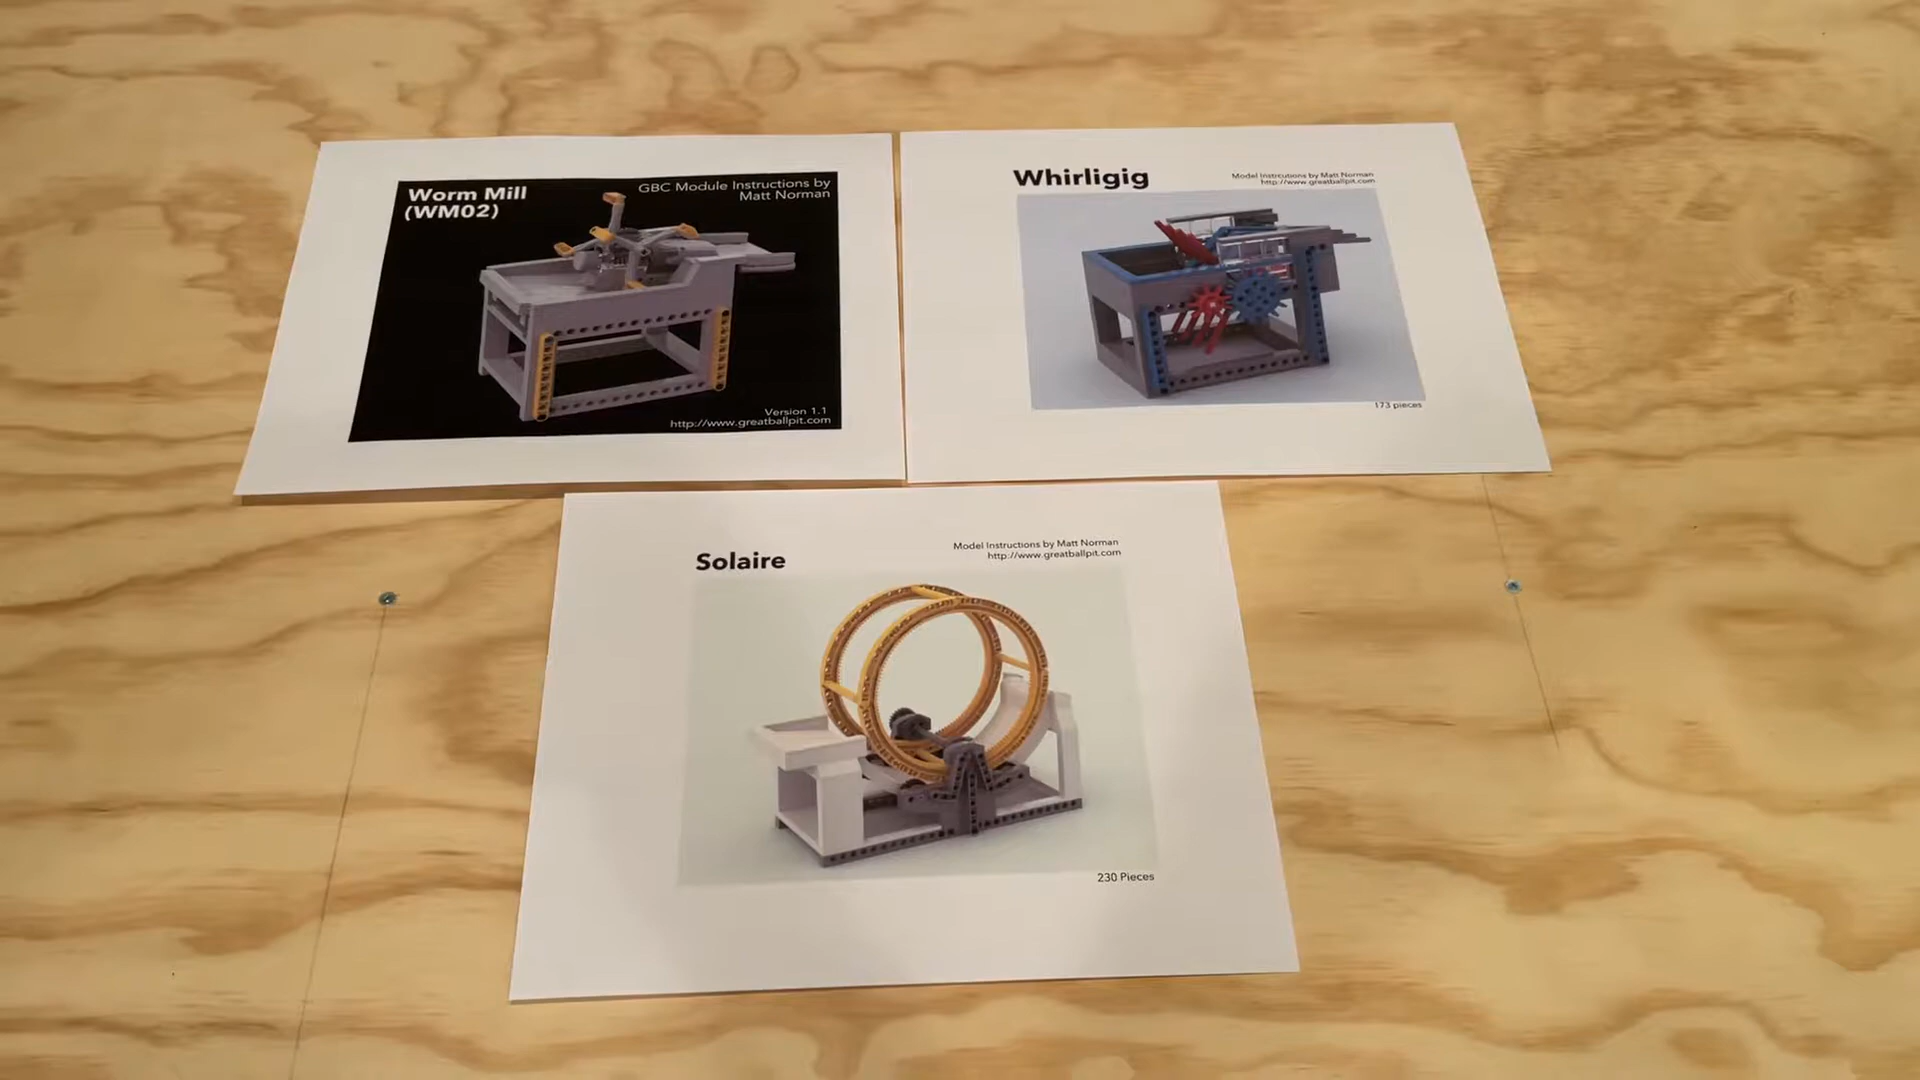 Worm Mill
(WM02)
GBC Module Instructions by
Matt Norman
Version 1.1
http://www.greatballpit.com
Whirligig
Model Instrcutions by Matt Norman
http://www.greatballpit.com
173 pieces
Solaire
Model Instructions by Matt Norman
http://www.greatballpit.com
230 Pieces